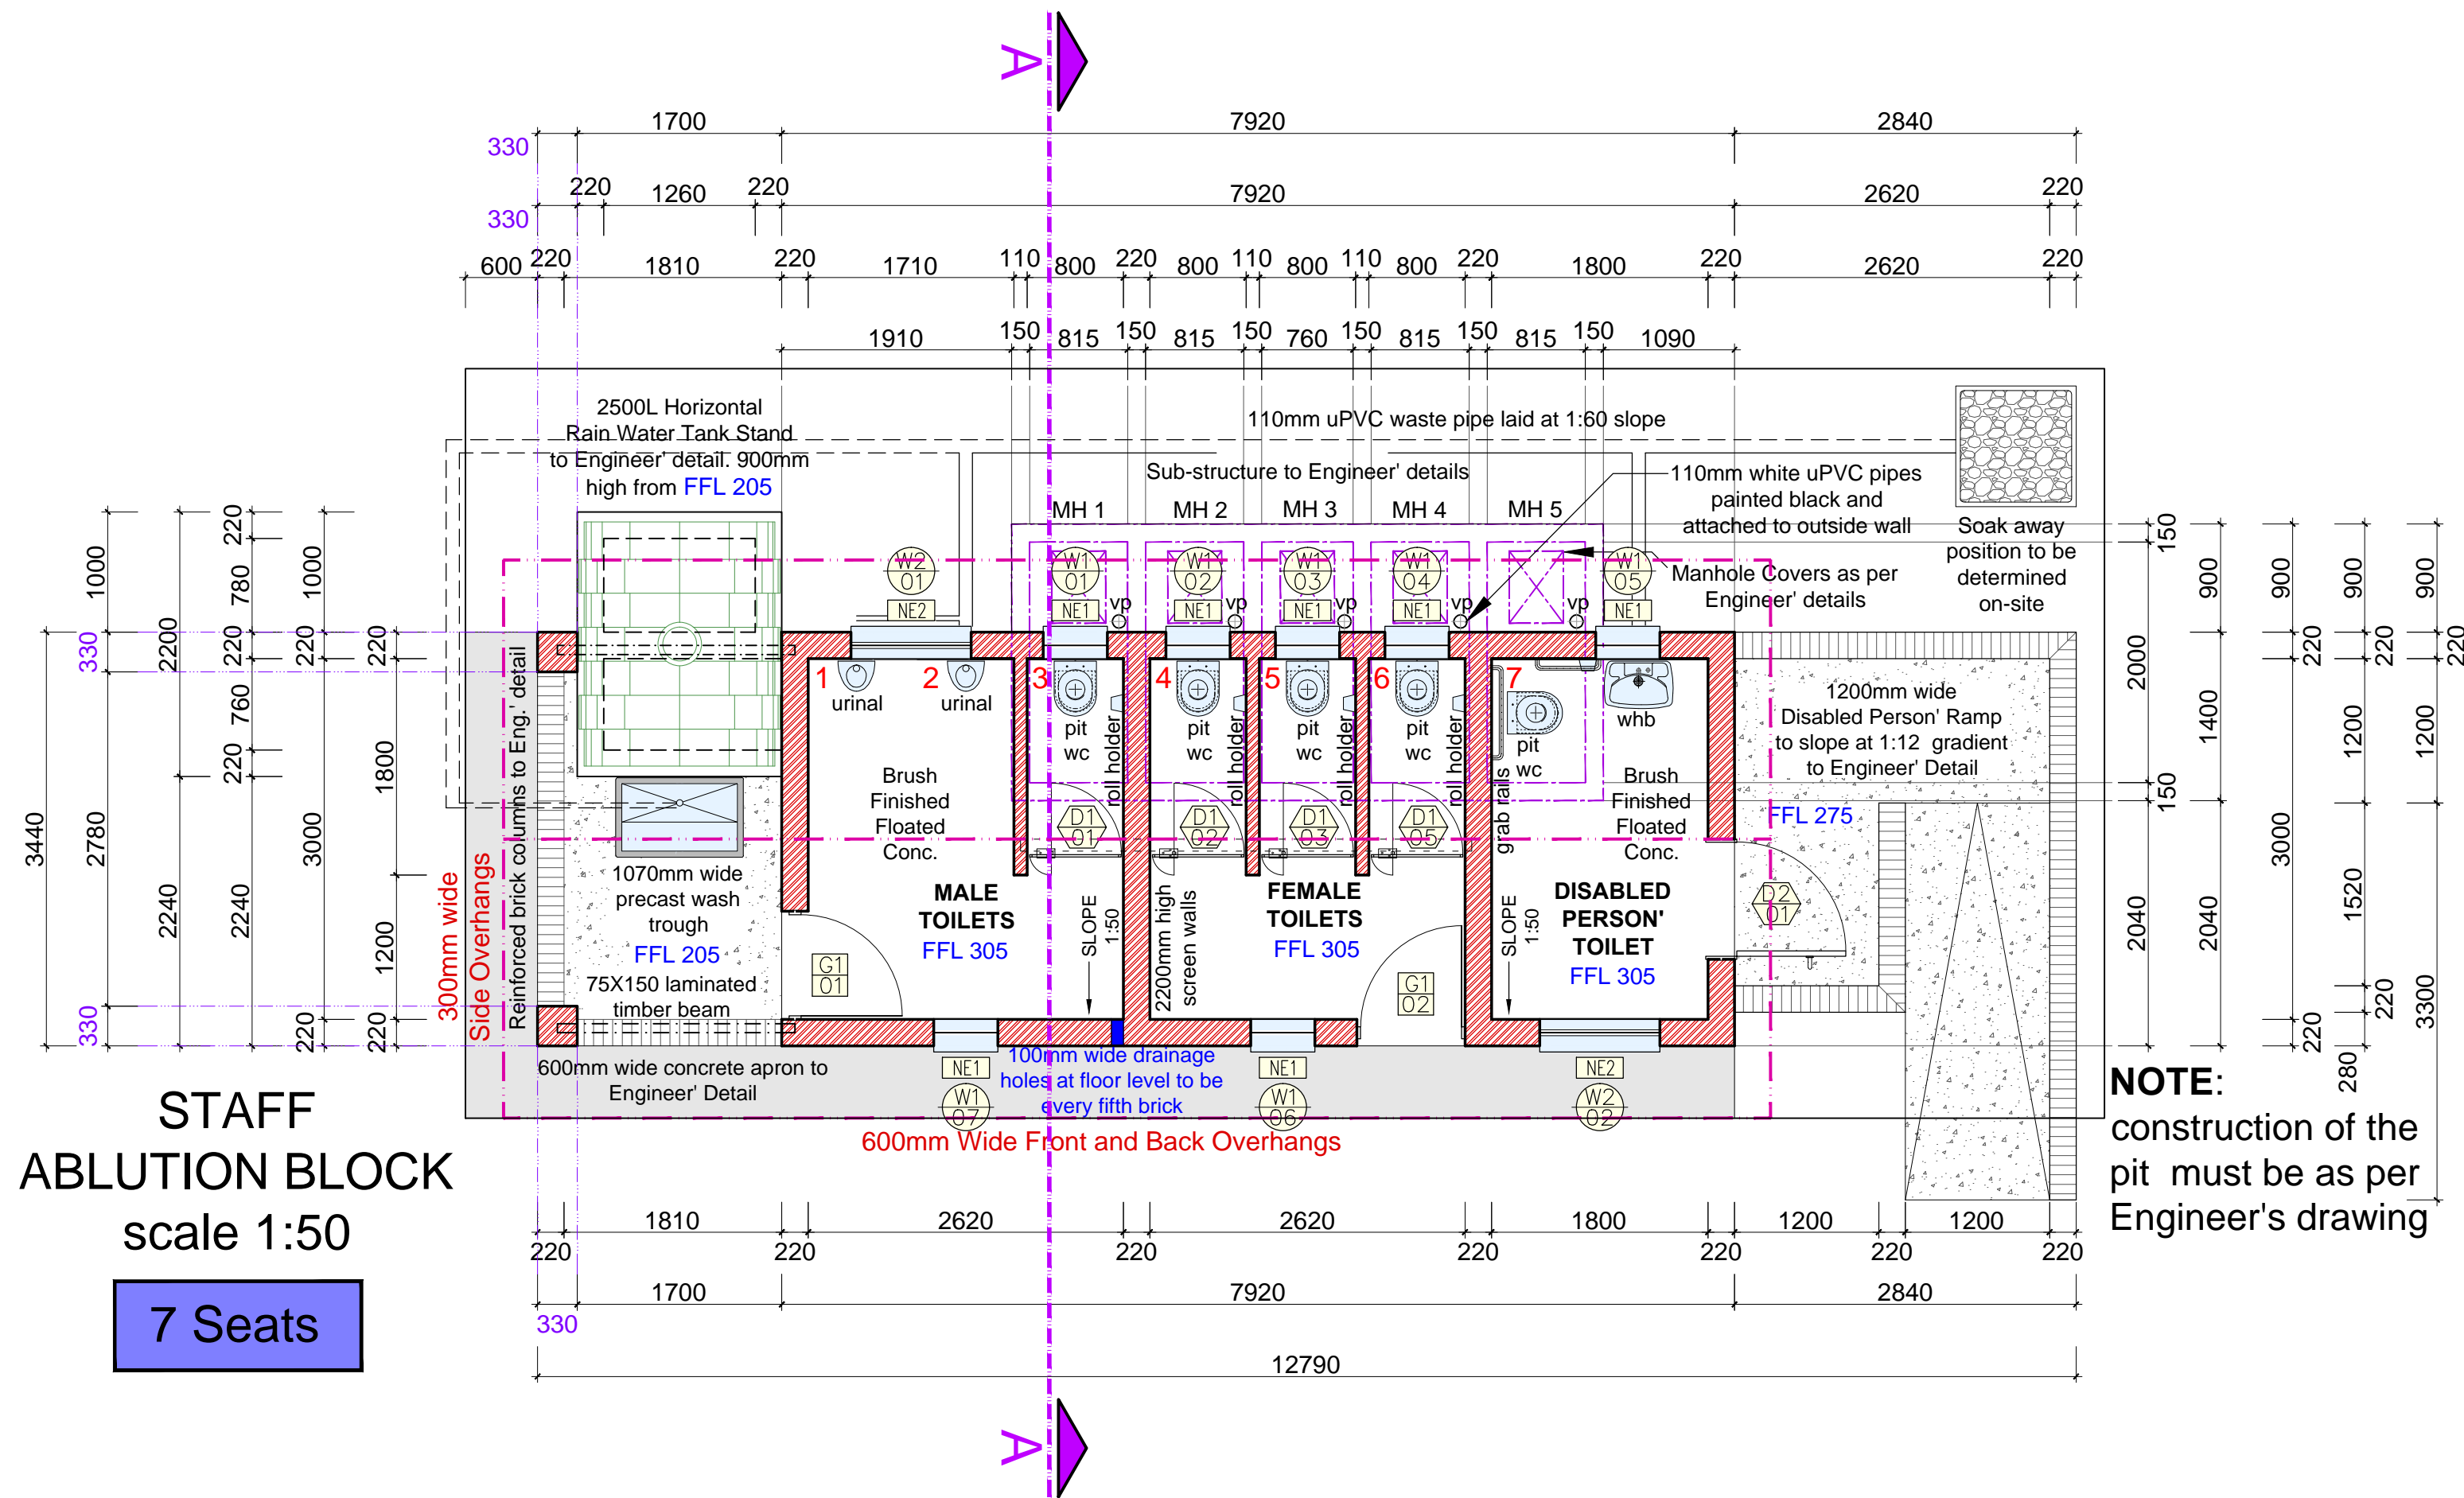 A
1700
7920
2840
330
220
1260
220
7920
2620
220
330
600
220
1810
220
1710
110
800
220
800
110
800
110
800
220
1800
220
2620
220
1910
150
815
150
815
150
760
150
815
150
815
150
1090
2500L Horizontal
Rain Water Tank Stand
to Engineer' detail. 900mm
high from FFL 205
110mm uPVC waste pipe laid at 1:60 slope
Sub-structure to Engineer' details
110mm white uPVC pipes
painted black and
attached to outside wall
Manhole Covers as per
Engineer' details
Soak away
position to be
determined
on-site
MH 1
MH 2
MH 3
MH 4
MH 5
W2
01
NE2
W1
01
NE1
vp
W1
02
NE1
vp
W1
03
NE1
vp
W1
04
NE1
vp
vp
W1
05
NE1
1
urinal
2
urinal
3
pit
wc
roll holder
4
pit
wc
roll holder
5
pit
wc
roll holder
6
pit
wc
roll holder
7
pit
wc
grab rails
whb
1200mm wide
Disabled Person' Ramp
to slope at 1:12 gradient
to Engineer' Detail
FFL 275
Brush
Finished
Floated
Conc.
D1
01
D1
02
D1
03
D1
05
Brush
Finished
Floated
Conc.
MALE
TOILETS
FFL 305
FEMALE
TOILETS
FFL 305
DISABLED
PERSON'
TOILET
FFL 305
SLOPE
1:50
2200mm high
screen walls
SLOPE
1:50
G1
01
G1
02
D2
01
1070mm wide
precast wash
trough
FFL 205
75X150 laminated
timber beam
Reinforced brick columns to Eng.' detail
300mm wide
Side Overhangs
600mm wide concrete apron to
Engineer' Detail
100mm wide drainage
holes at floor level to be
every fifth brick
NE1
W1
07
NE1
W1
06
NE2
W2
02
600mm Wide Front and Back Overhangs
3440
1000
330
2780
330
2200
2240
220
780
220
760
220
2240
1000
220
3000
220
220
1800
1200
220
150
2000
150
2040
900
1400
2040
900
220
3000
220
900
220
1200
1520
220
280
900
220
1200
3300
STAFF
ABLUTION BLOCK
scale 1:50
7 Seats
NOTE:
construction of the
pit must be as per
Engineer's drawing
220
1810
220
2620
220
2620
220
1800
220
1200
220
1200
220
1700
7920
2840
330
12790
A